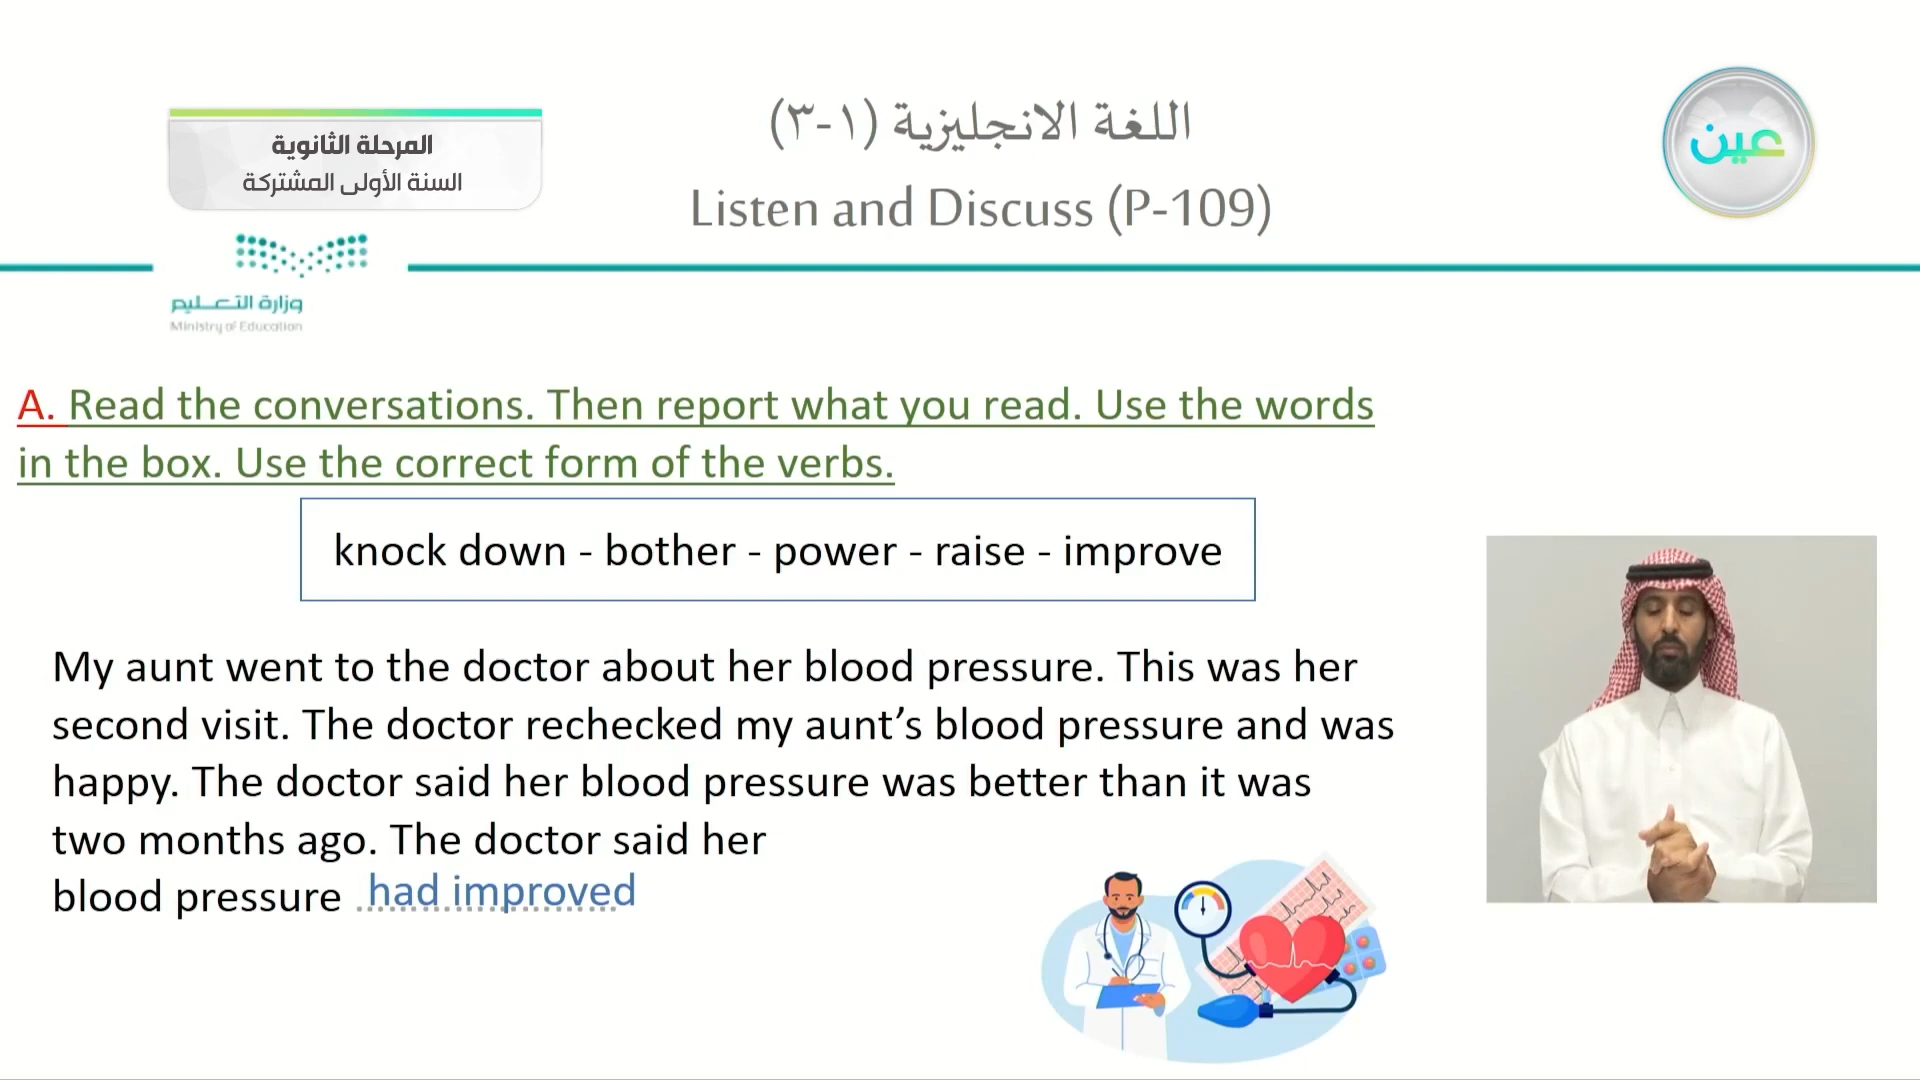 المرحلة الثانوية
السنة الأولى المشتركة
اللغة الانجليزية (١-٣)
Listen and Discuss (P-109)
عين
وزارة التعليم
Ministry of Education
A. Read the conversations. Then report what you read. Use the words
in the box. Use the correct form of the verbs.
knock down - bother - power - raise - improve
My aunt went to the doctor about her blood pressure. This was her
second visit. The doctor rechecked my aunt’s blood pressure and was
happy. The doctor said her blood pressure was better than it was
two months ago. The doctor said her
blood pressure had improved